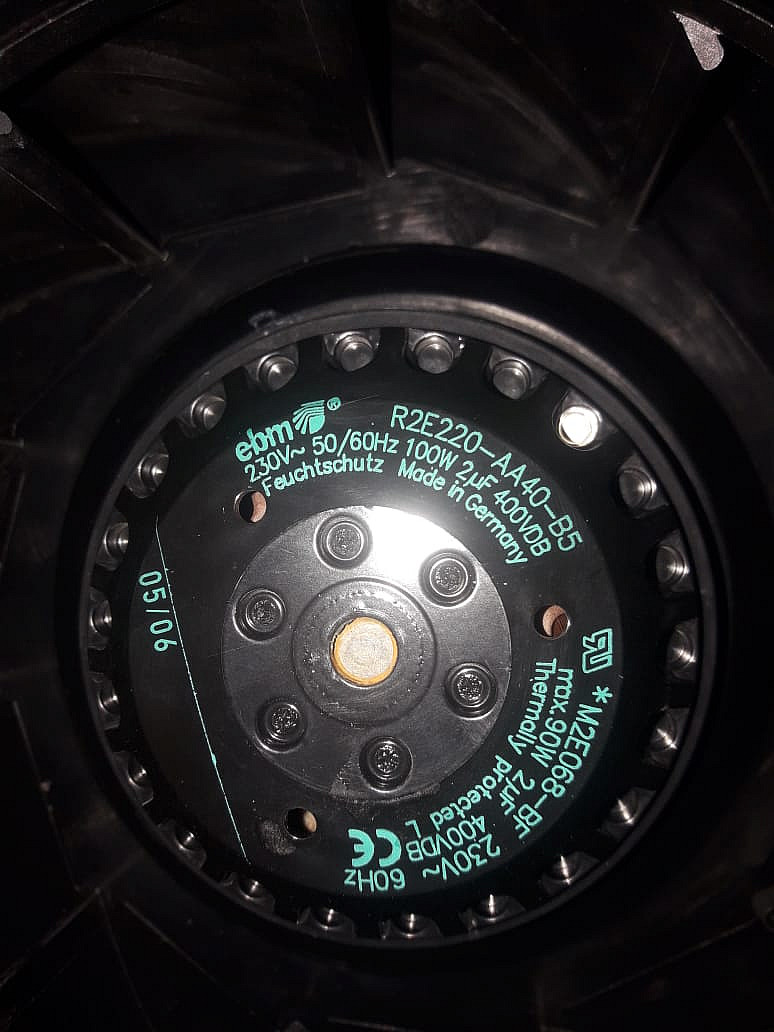 ebm ®
R2E220-AA40-B5
230V~ 50/60Hz 100W 2µF 400VDB
Feuchtschutz Made in Germany
05/06
*M2E068-BF 230V~ 60Hz
max.90W 2µF 400VDB
Thermally protected L
CE